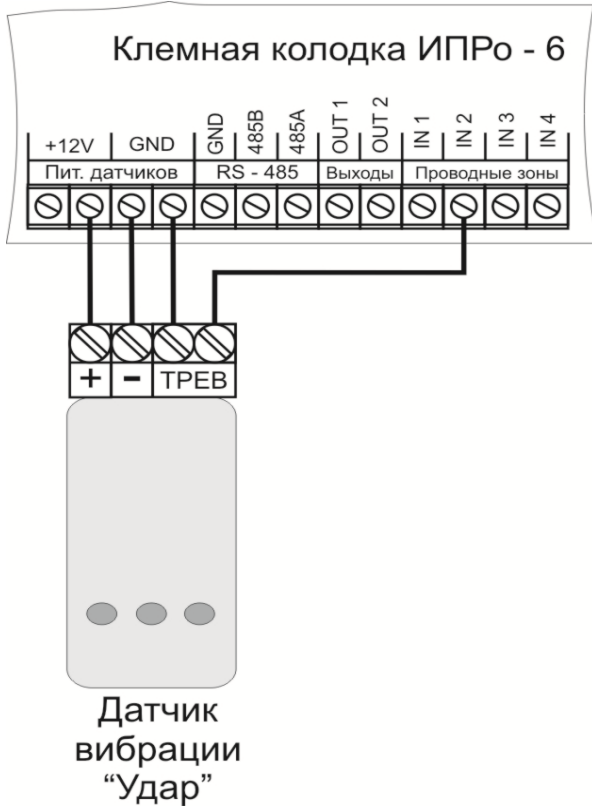 Клемная колодка ИПРо - 6
+12V GND GND 485B 485A OUT 1 OUT 2 IN 1 IN 2 IN 3 IN 4
Пит. датчиков RS - 485 Выходы Проводные зоны
+ - ТРЕВ
Датчик
вибрации
“Удар”